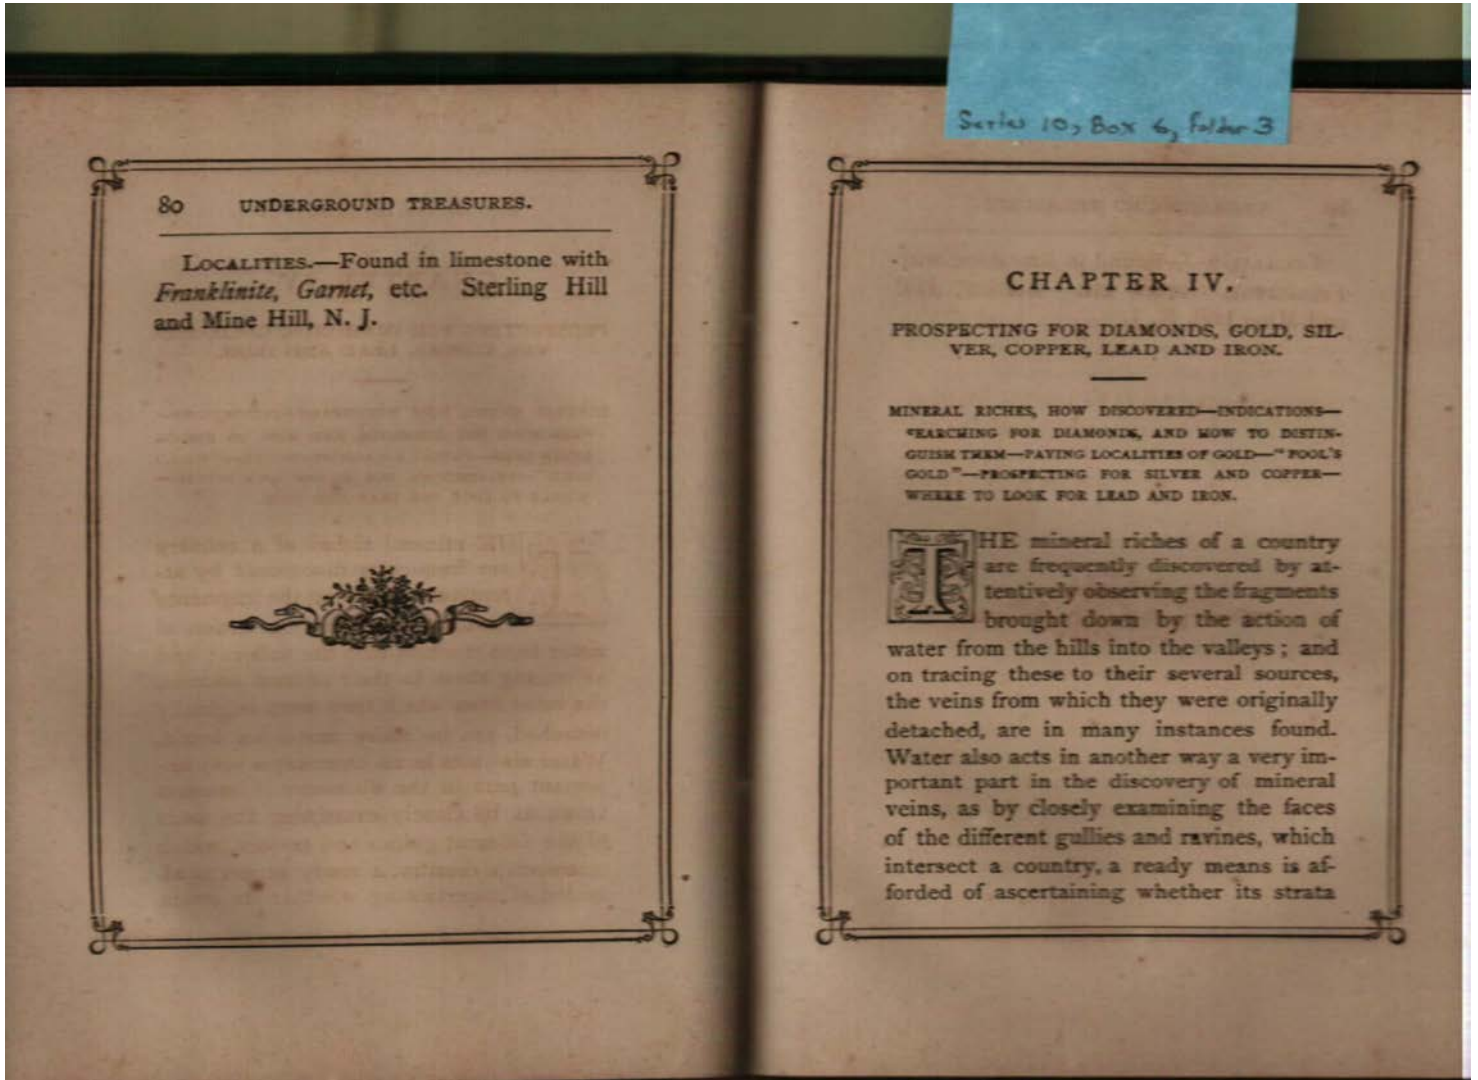 Series 10, Box 6, Folder 3
80 UNDERGROUND TREASURES.
LOCALITIES.—Found in limestone with
Franklinite, Garnet, etc. Sterling Hill
and Mine Hill, N. J.
CHAPTER IV.
PROSPECTING FOR DIAMONDS, GOLD, SIL-
VER, COPPER, LEAD AND IRON.
MINERAL RICHES, HOW DISCOVERED—INDICATIONS—
SEARCHING FOR DIAMONDS, AND HOW TO DISTIN-
GUISH THEM—PAYING LOCALITIES OF GOLD—"FOOL'S
GOLD"—PROSPECTING FOR SILVER AND COPPER—
WHERE TO LOOK FOR LEAD AND IRON.
THE mineral riches of a country
are frequently discovered by at-
tentively observing the fragments
brought down by the action of
water from the hills into the valleys; and
on tracing these to their several sources,
the veins from which they were originally
detached, are in many instances found.
Water also acts in another way a very im-
portant part in the discovery of mineral
veins, as by closely examining the faces
of the different gullies and ravines, which
intersect a country, a ready means is af-
forded of ascertaining whether its strata